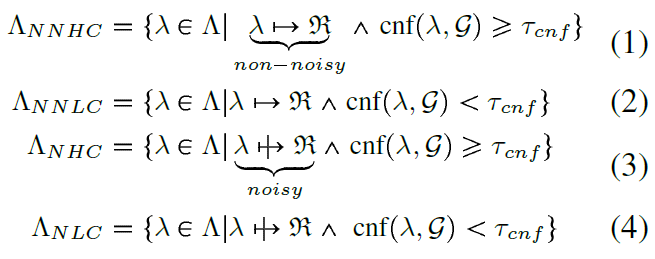 Λ_{NNHC} = {λ ∈ Λ| λ ↦ ℜ ∧ cnf(λ, 𝒢) ⩾ τ_{cnf}} (1)
non−noisy
Λ_{NNLC} = {λ ∈ Λ|λ ↦ ℜ ∧ cnf(λ, 𝒢) < τ_{cnf}} (2)
Λ_{NHC} = {λ ∈ Λ| λ ↦̸ ℜ ∧ cnf(λ, 𝒢) ⩾ τ_{cnf}} (3)
noisy
Λ_{NLC} = {λ ∈ Λ|λ ↦̸ ℜ ∧ cnf(λ, 𝒢) < τ_{cnf}} (4)